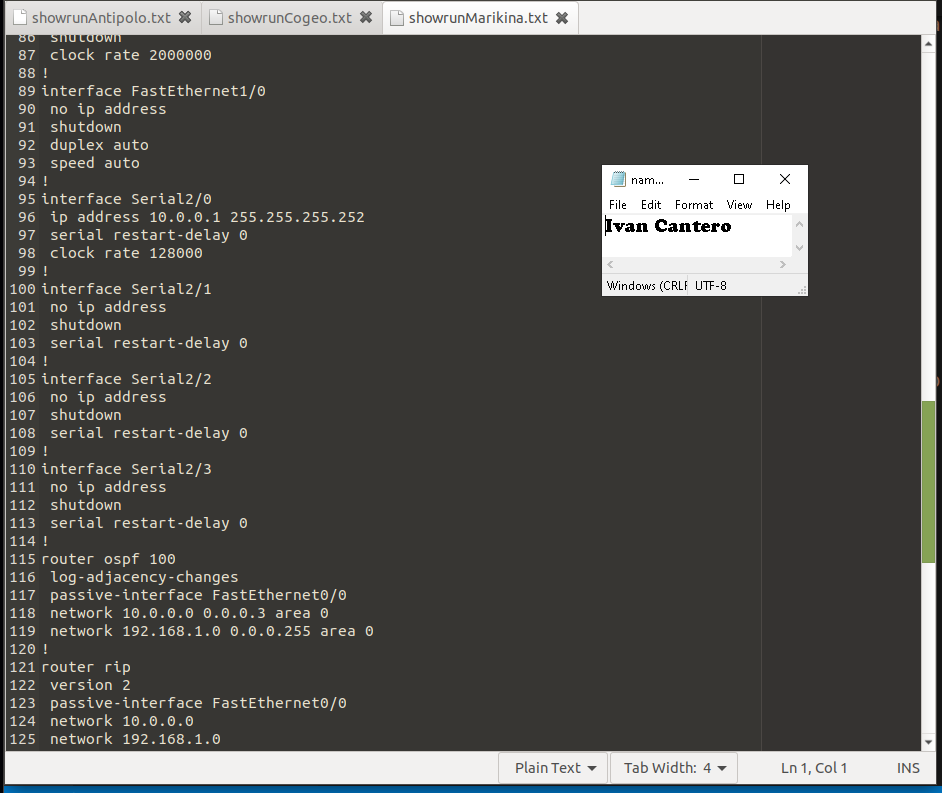 showrunAntipolo.txt
showrunCogeo.txt
showrunMarikina.txt
86 shutdown
87 clock rate 2000000
88 !
89 interface FastEthernet1/0
90 no ip address
91 shutdown
92 duplex auto
93 speed auto
94 !
95 interface Serial2/0
96 ip address 10.0.0.1 255.255.255.252
97 serial restart-delay 0
98 clock rate 128000
99 !
100 interface Serial2/1
101 no ip address
102 shutdown
103 serial restart-delay 0
104 !
105 interface Serial2/2
106 no ip address
107 shutdown
108 serial restart-delay 0
109 !
110 interface Serial2/3
111 no ip address
112 shutdown
113 serial restart-delay 0
114 !
115 router ospf 100
116 log-adjacency-changes
117 passive-interface FastEthernet0/0
118 network 10.0.0.0 0.0.0.3 area 0
119 network 192.168.1.0 0.0.0.255 area 0
120 !
121 router rip
122 version 2
123 passive-interface FastEthernet0/0
124 network 10.0.0.0
125 network 192.168.1.0
nam...
File Edit Format View Help
Ivan Cantero
Windows (CRLF UTF-8
Plain Text Tab Width: 4 Ln 1, Col 1 INS